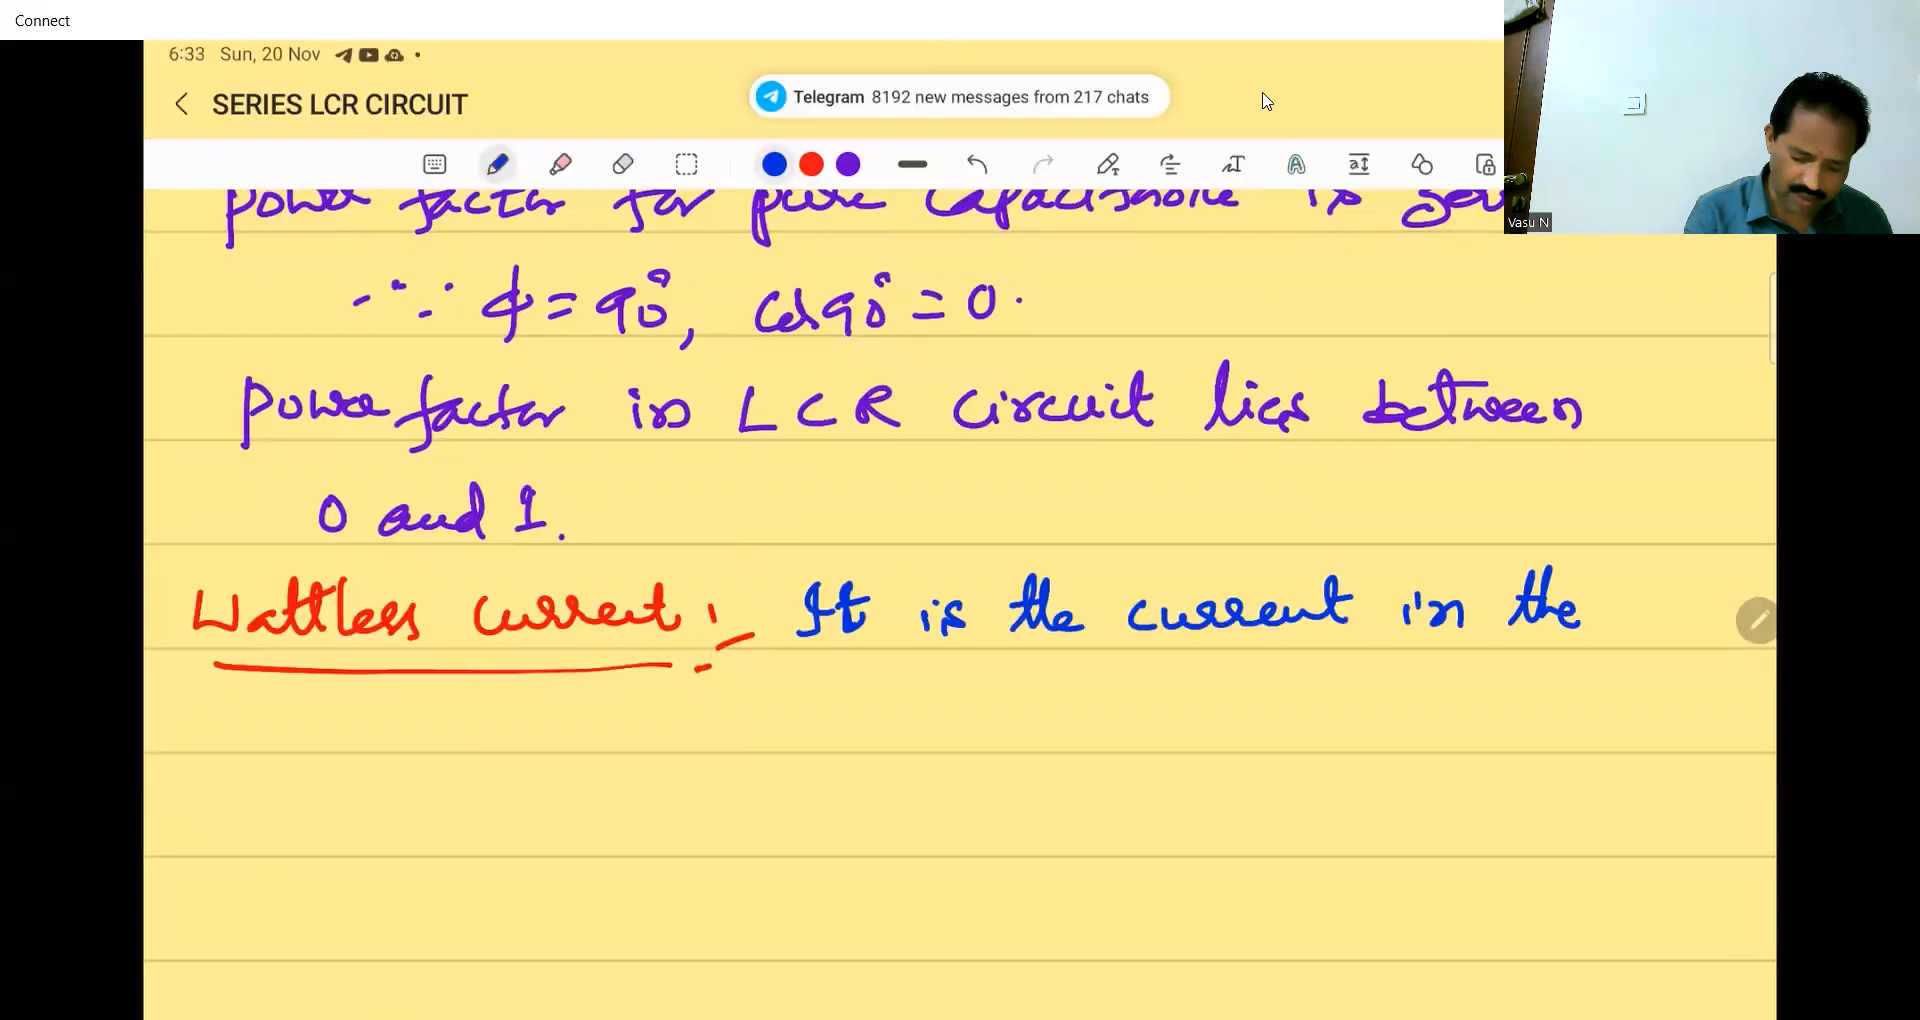 Connect
6:33 Sun, 20 Nov
SERIES LCR CIRCUIT
Telegram 8192 new messages from 217 chats
Vasu N
power factor for pure capacitance is
∵ φ = 90°, cos90° = 0.
power factor in LCR circuit lies between
0 and 1.
Wattless current :- It is the current in the